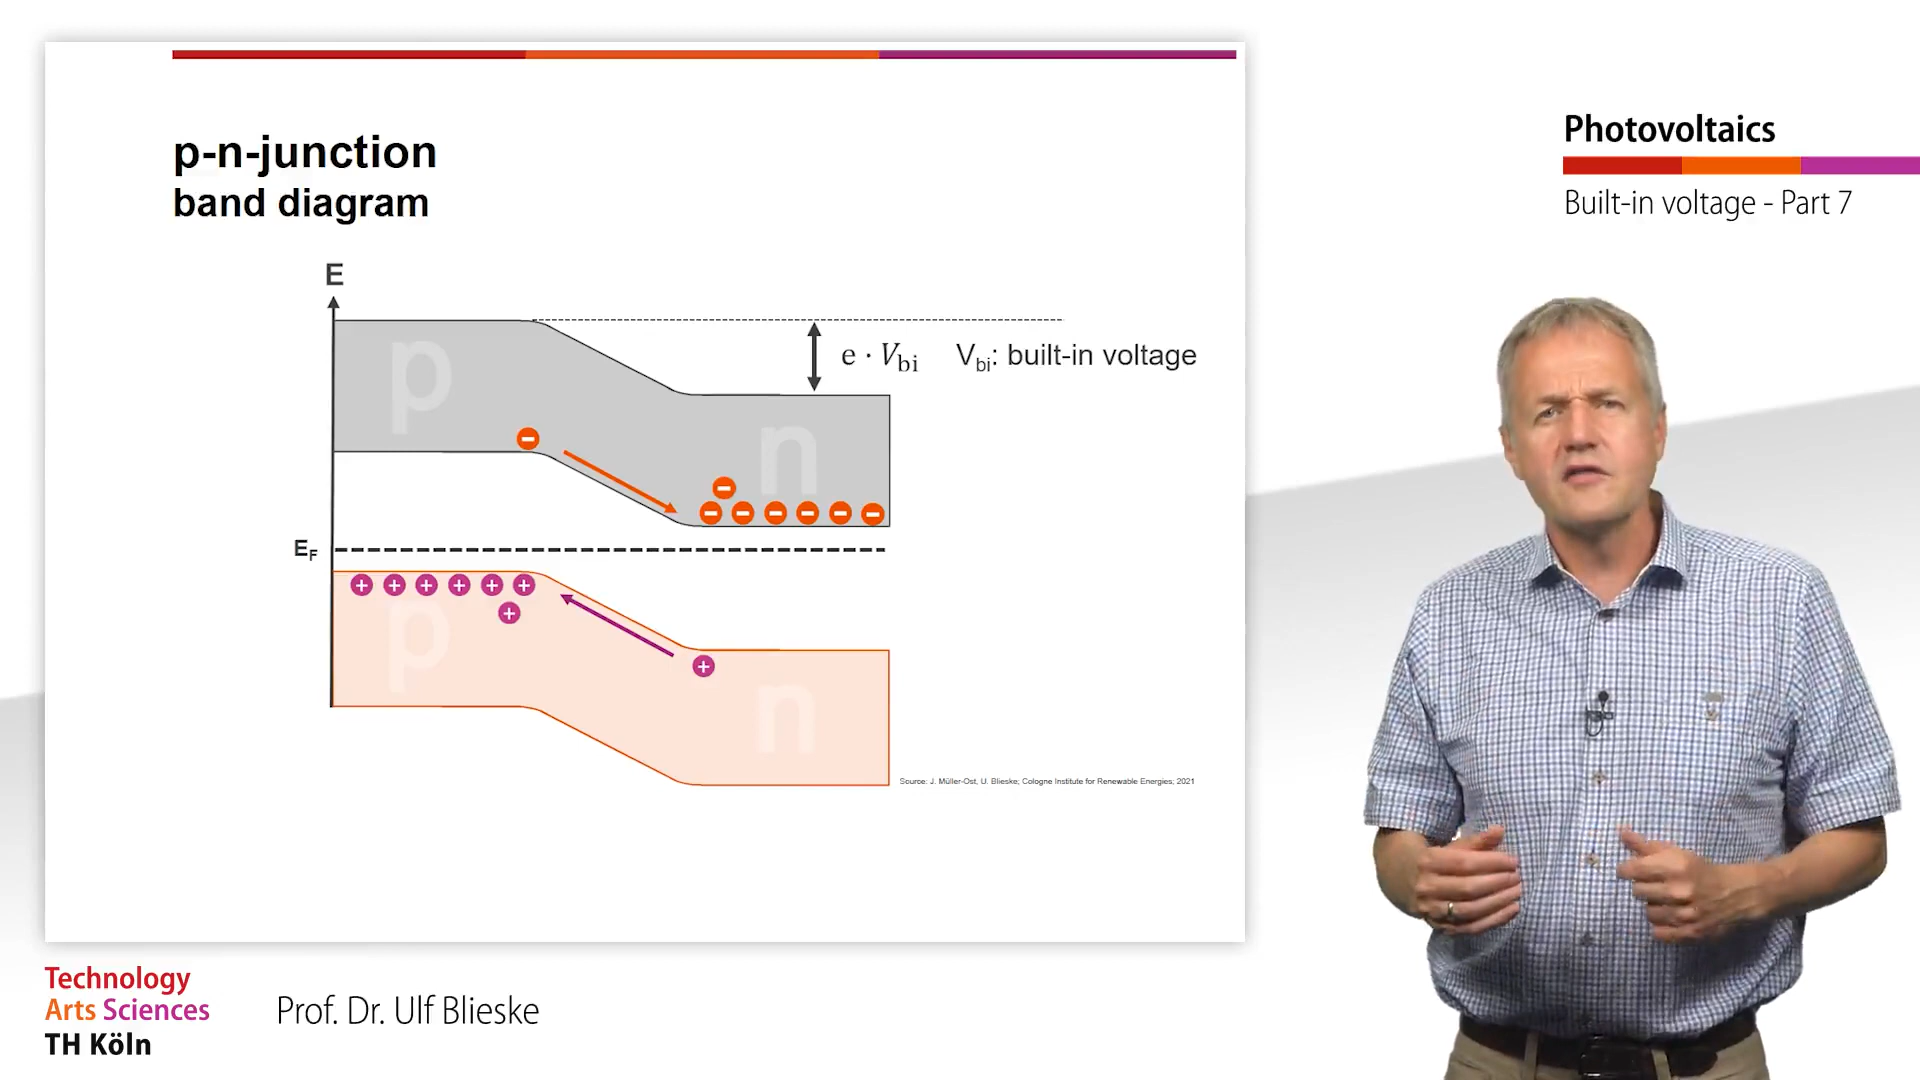 p-n-junction
band diagram
E
p
e · Vbi Vbi: built-in voltage
n
EF
p
n
Source: J. Müller-Ost, U. Blieske; Cologne Institute for Renewable Energies; 2021
Photovoltaics
Built-in voltage - Part 7
Technology
Arts Sciences
TH Köln
Prof. Dr. Ulf Blieske